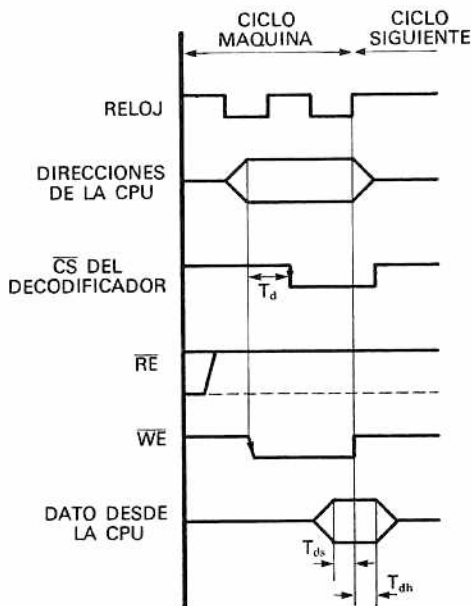 CICLO
MAQUINA
CICLO
SIGUIENTE
RELOJ
DIRECCIONES
DE LA CPU
CS DEL
DECODIFICADOR
Td
RE
WE
DATO DESDE
LA CPU
Tds
Tdh